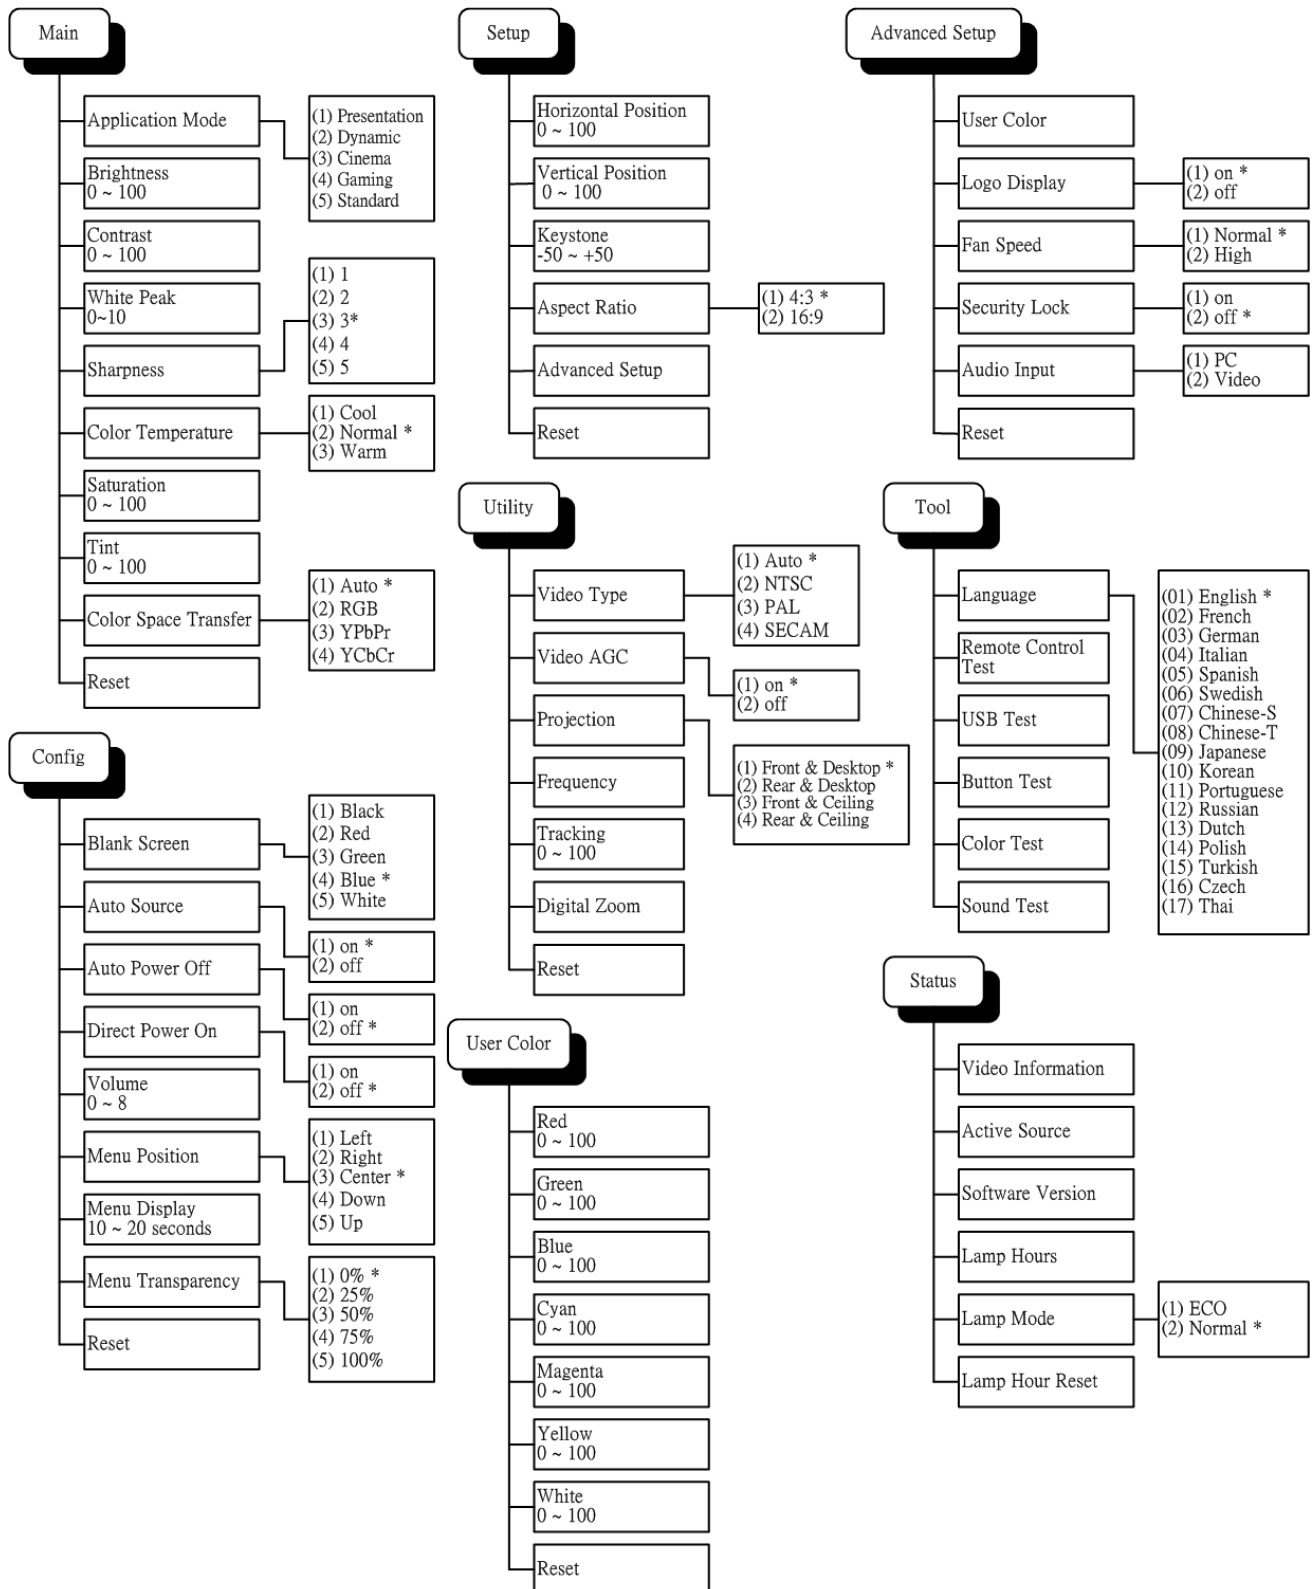 Main
Application Mode
(1) Presentation
(2) Dynamic
(3) Cinema
(4) Gaming
(5) Standard
Brightness
0 ~ 100
Contrast
0 ~ 100
White Peak
0~10
Sharpness
(1) 1
(2) 2
(3) 3*
(4) 4
(5) 5
Color Temperature
(1) Cool
(2) Normal *
(3) Warm
Saturation
0 ~ 100
Tint
0 ~ 100
Color Space Transfer
(1) Auto *
(2) RGB
(3) YPbPr
(4) YCbCr
Reset
Config
Blank Screen
(1) Black
(2) Red
(3) Green
(4) Blue *
(5) White
Auto Source
(1) on *
(2) off
Auto Power Off
(1) on
(2) off *
Direct Power On
(1) on
(2) off *
Volume
0 ~ 8
Menu Position
(1) Left
(2) Right
(3) Center *
(4) Down
(5) Up
Menu Display
10 ~ 20 seconds
Menu Transparency
(1) 0% *
(2) 25%
(3) 50%
(4) 75%
(5) 100%
Reset
Setup
Horizontal Position
0 ~ 100
Vertical Position
0 ~ 100
Keystone
-50 ~ +50
Aspect Ratio
(1) 4:3 *
(2) 16:9
Advanced Setup
Reset
Utility
Video Type
(1) Auto *
(2) NTSC
(3) PAL
(4) SECAM
Video AGC
(1) on *
(2) off
Projection
(1) Front & Desktop *
(2) Rear & Desktop
(3) Front & Ceiling
(4) Rear & Ceiling
Frequency
Tracking
0 ~ 100
Digital Zoom
Reset
User Color
Red
0 ~ 100
Green
0 ~ 100
Blue
0 ~ 100
Cyan
0 ~ 100
Magenta
0 ~ 100
Yellow
0 ~ 100
White
0 ~ 100
Reset
Advanced Setup
User Color
Logo Display
(1) on *
(2) off
Fan Speed
(1) Normal *
(2) High
Security Lock
(1) on
(2) off *
Audio Input
(1) PC
(2) Video
Reset
Tool
Language
(01) English *
(02) French
(03) German
(04) Italian
(05) Spanish
(06) Swedish
(07) Chinese-S
(08) Chinese-T
(09) Japanese
(10) Korean
(11) Portuguese
(12) Russian
(13) Dutch
(14) Polish
(15) Turkish
(16) Czech
(17) Thai
Remote Control
Test
USB Test
Button Test
Color Test
Sound Test
Status
Video Information
Active Source
Software Version
Lamp Hours
Lamp Mode
(1) ECO
(2) Normal *
Lamp Hour Reset